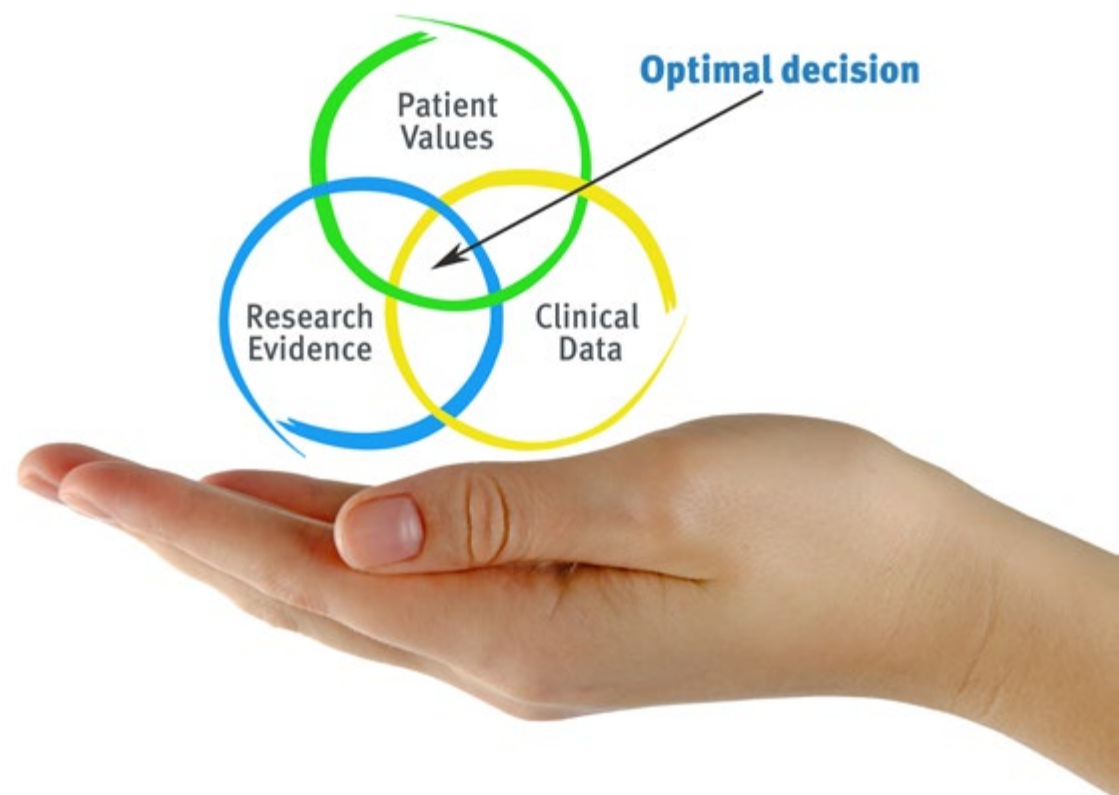 Optimal decision
Patient
Values
Research
Evidence
Clinical
Data